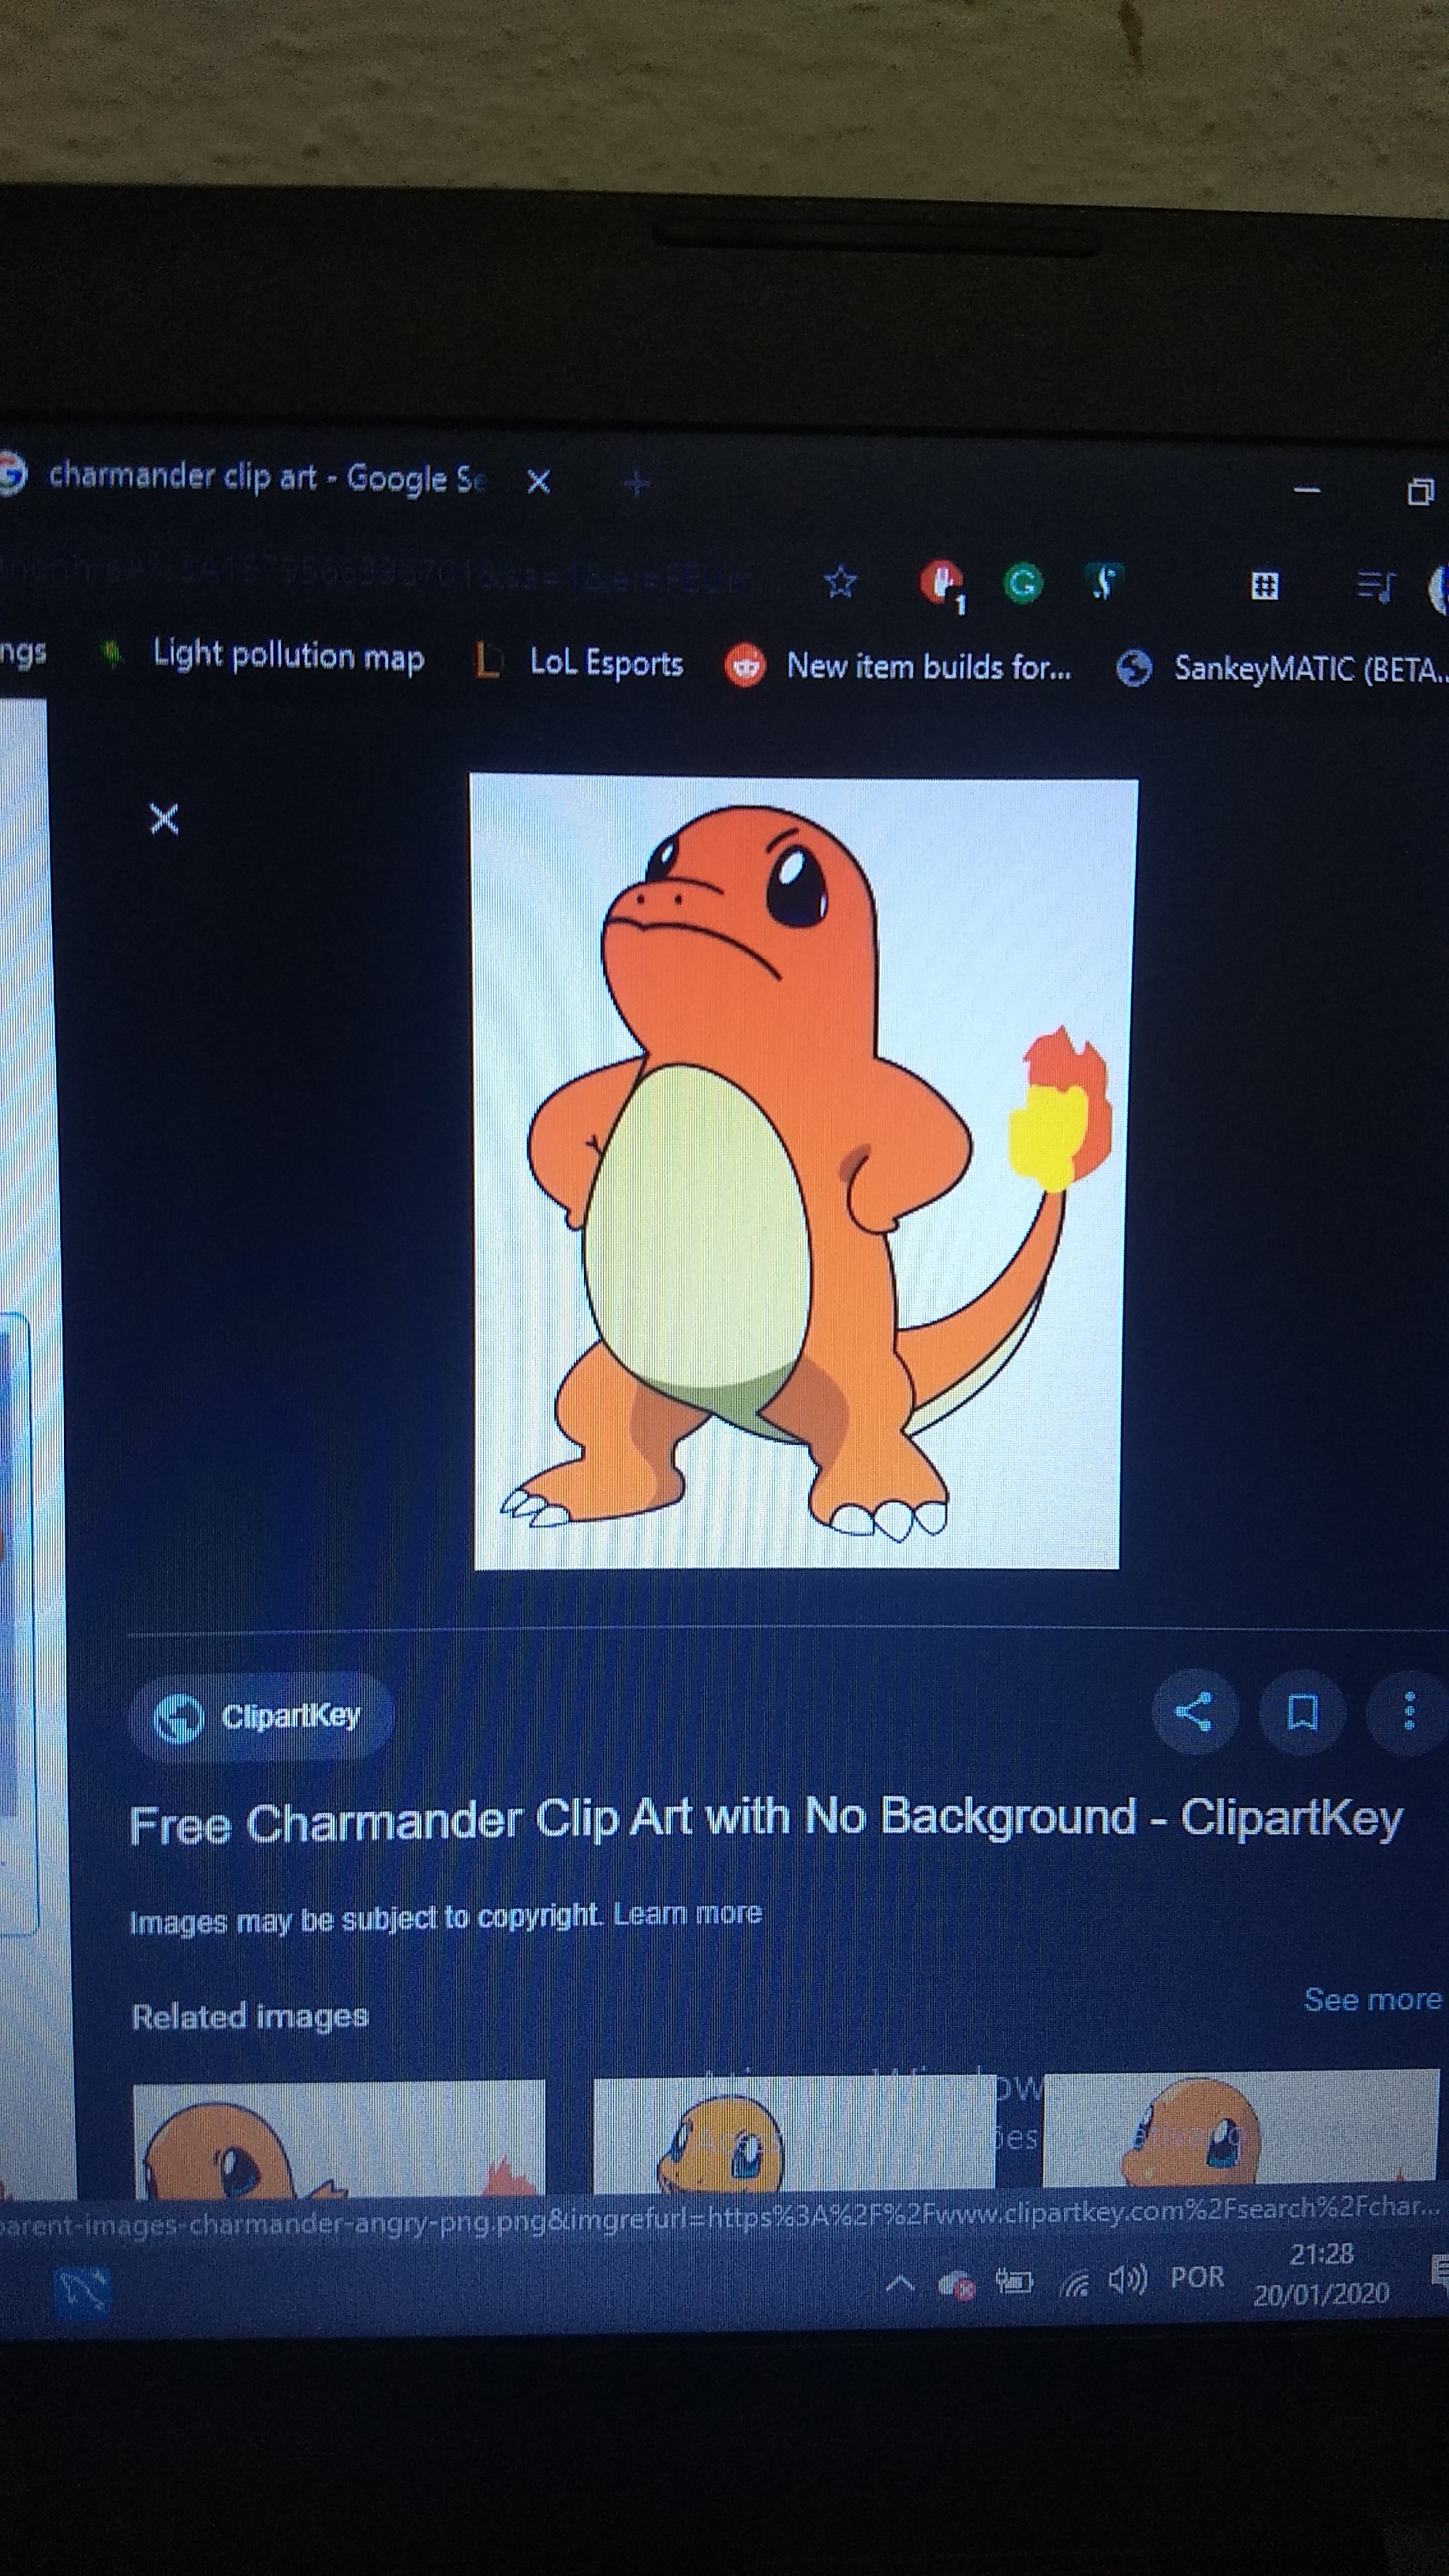 charmander clip art - Google Se
1
ngs
Light pollution map
LoL Esports
New item builds for...
SankeyMATIC (BETA..
ClipartKey
Free Charmander Clip Art with No Background - ClipartKey
Images may be subject to copyright. Learn more
Related images
See more
parent-images-charmander-angry-png.png&imgrefurl=https%3A%2F%2Fwww.clipartkey.com%2Fsearch%2Fchar...
POR
21:28
20/01/2020